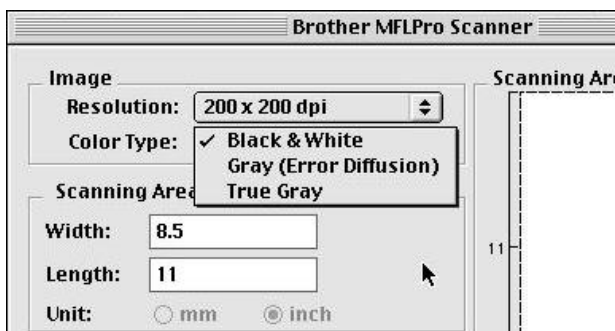 Brother MFLPro Scanner
Image
Resolution: 200 x 200 dpi
Color Type: ✓ Black & White
Gray (Error Diffusion)
True Gray
Scanning Area
Width: 8.5
Length: 11
Unit: mm inch
Scanning Ar
11